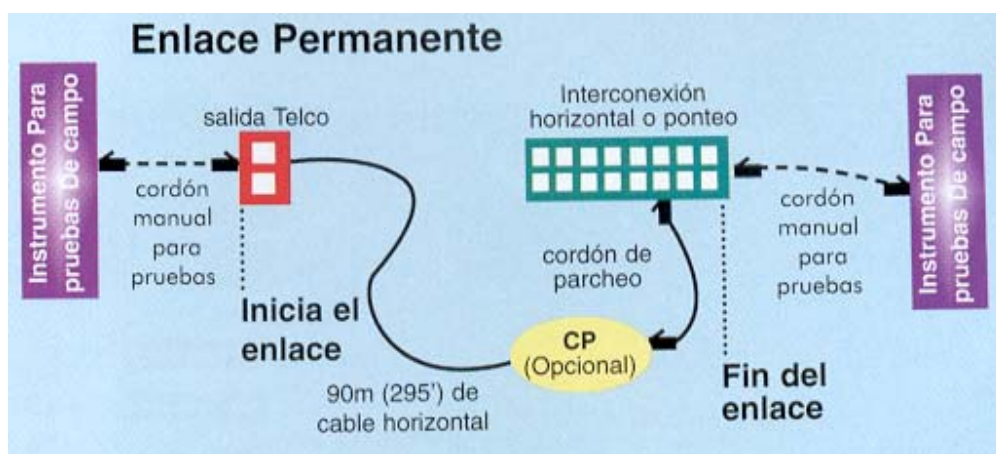 Enlace Permanente
Instrumento Para
pruebas De campo
salida Telco
cordón
manual
para
pruebas
Inicia el
enlace
90m (295') de
cable horizontal
Interconexión
horizontal o ponteo
cordón de
parcheo
CP
(Opcional)
cordón
manual
para
pruebas
Fin del
enlace
Instrumento Para
pruebas De campo